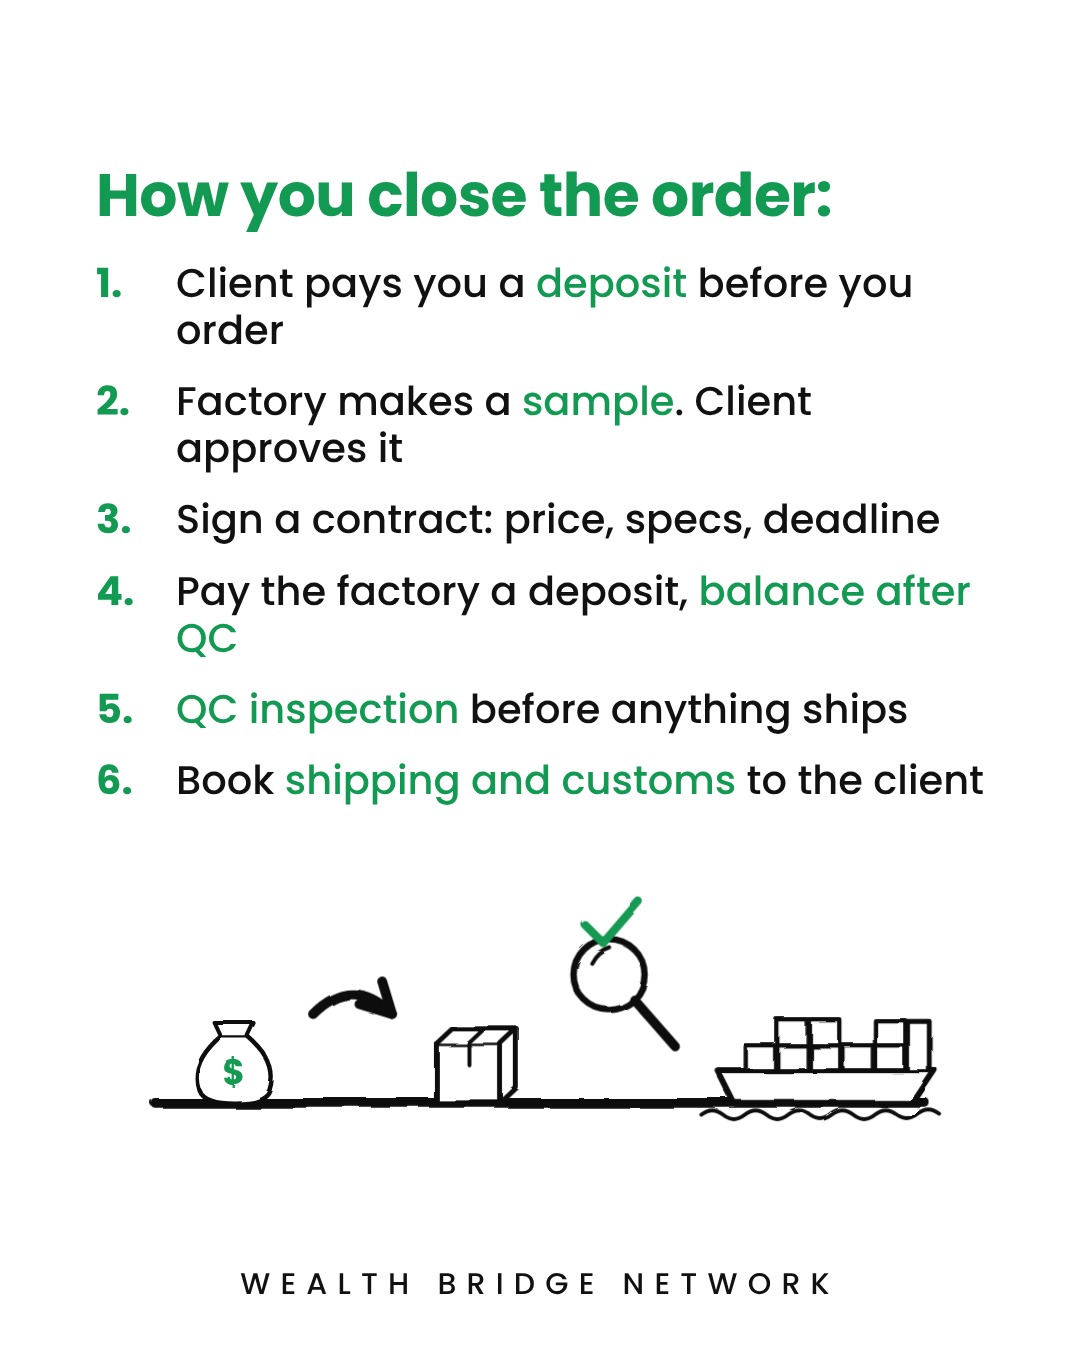 How you close the order:
1. Client pays you a deposit before you
order
2. Factory makes a sample. Client
approves it
3. Sign a contract: price, specs, deadline
4. Pay the factory a deposit, balance after
QC
5. QC inspection before anything ships
6. Book shipping and customs to the client
$
WEALTH BRIDGE NETWORK